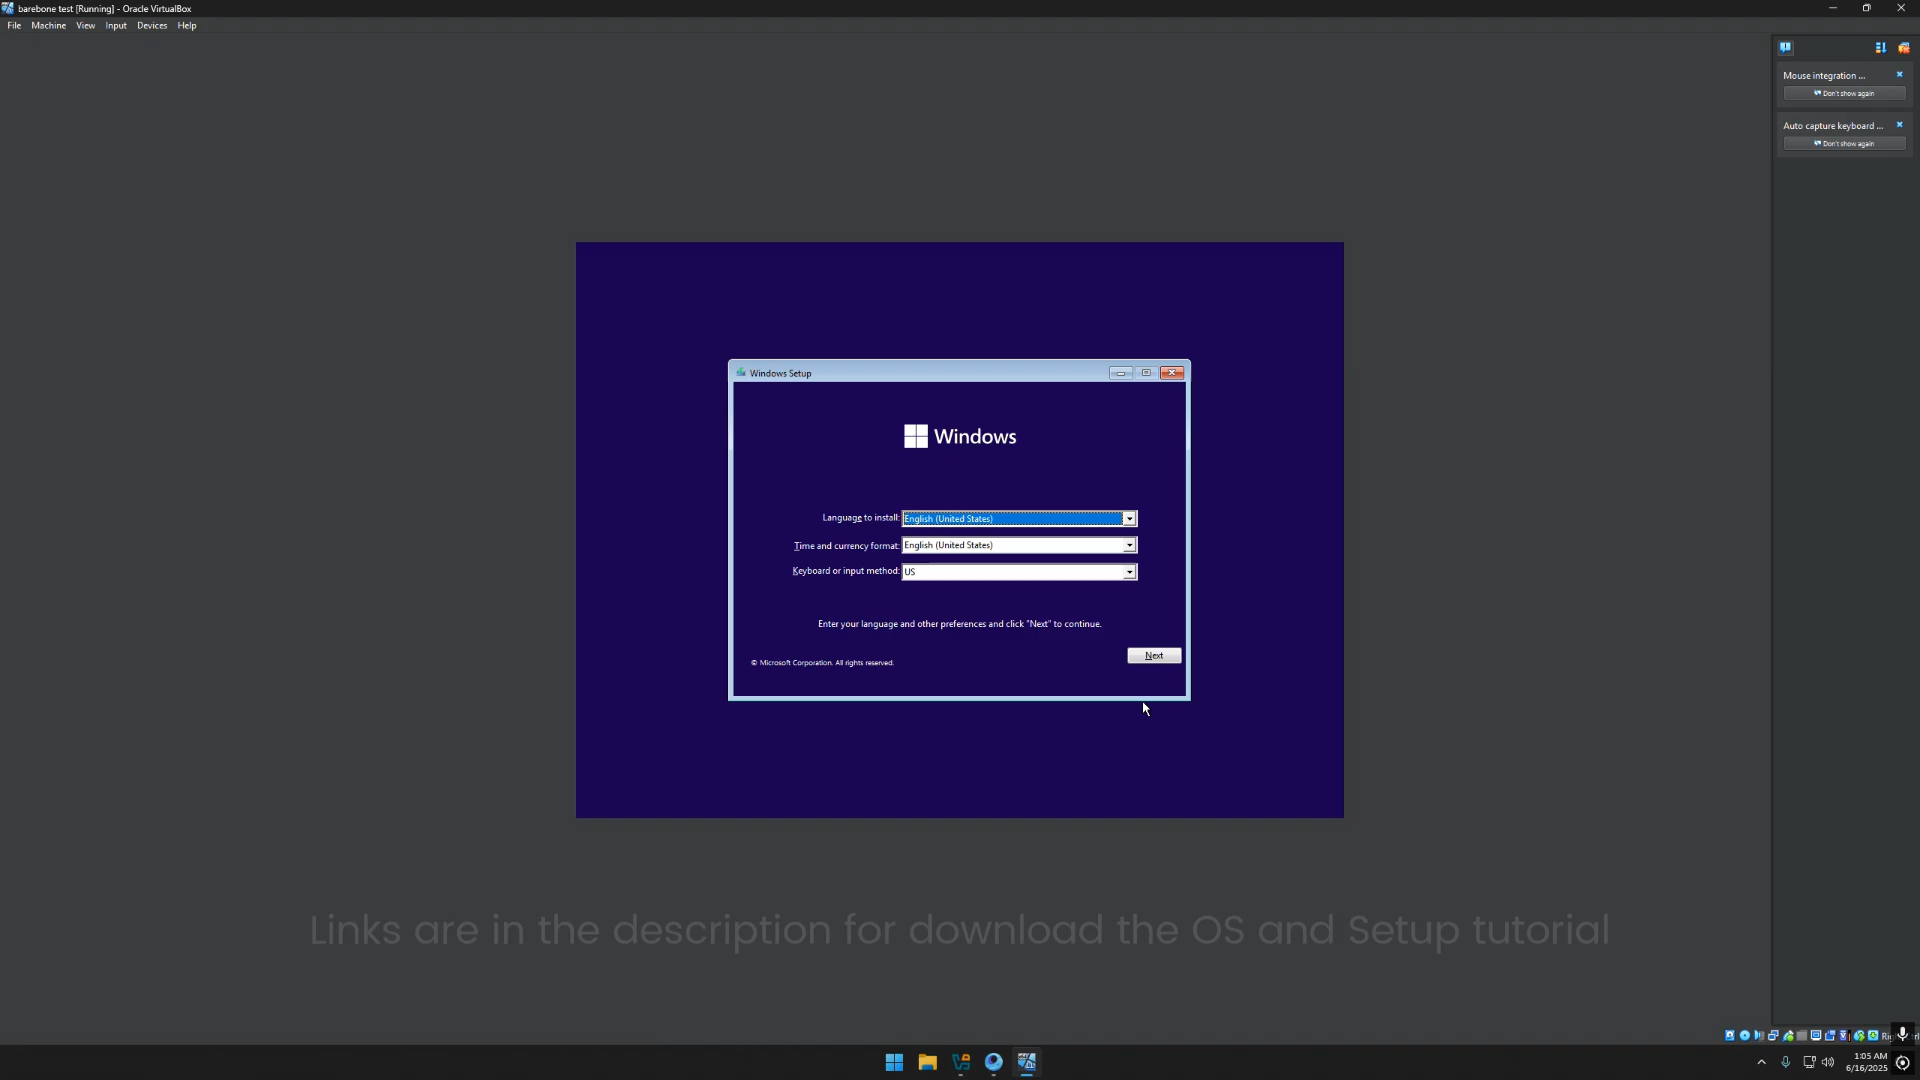 barebone test [Running] - Oracle VirtualBox
File Machine View Input Devices Help
Mouse integration ...
Don't show again
Auto capture keyboard ...
Don't show again
Windows Setup
Windows
Language to install: English (United States)
Time and currency format: English (United States)
Keyboard or input method: US
Enter your language and other preferences and click "Next" to continue.
Next
© Microsoft Corporation. All rights reserved.
Links are in the description for download the OS and Setup tutorial
1:05 AM
6/16/2025